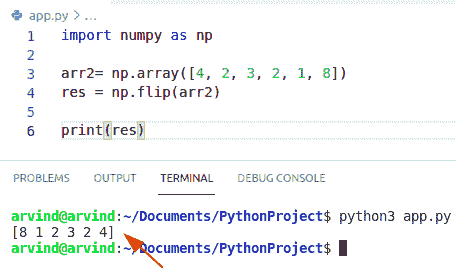 app.py > ...
1 import numpy as np
2
3 arr2= np.array([4, 2, 3, 2, 1, 8])
4 res = np.flip(arr2)
5
6 print(res)
PROBLEMS OUTPUT TERMINAL DEBUG CONSOLE
arvind@arvind:~/Documents/PythonProject$ python3 app.py
[8 1 2 3 2 4]
arvind@arvind:~/Documents/PythonProject$